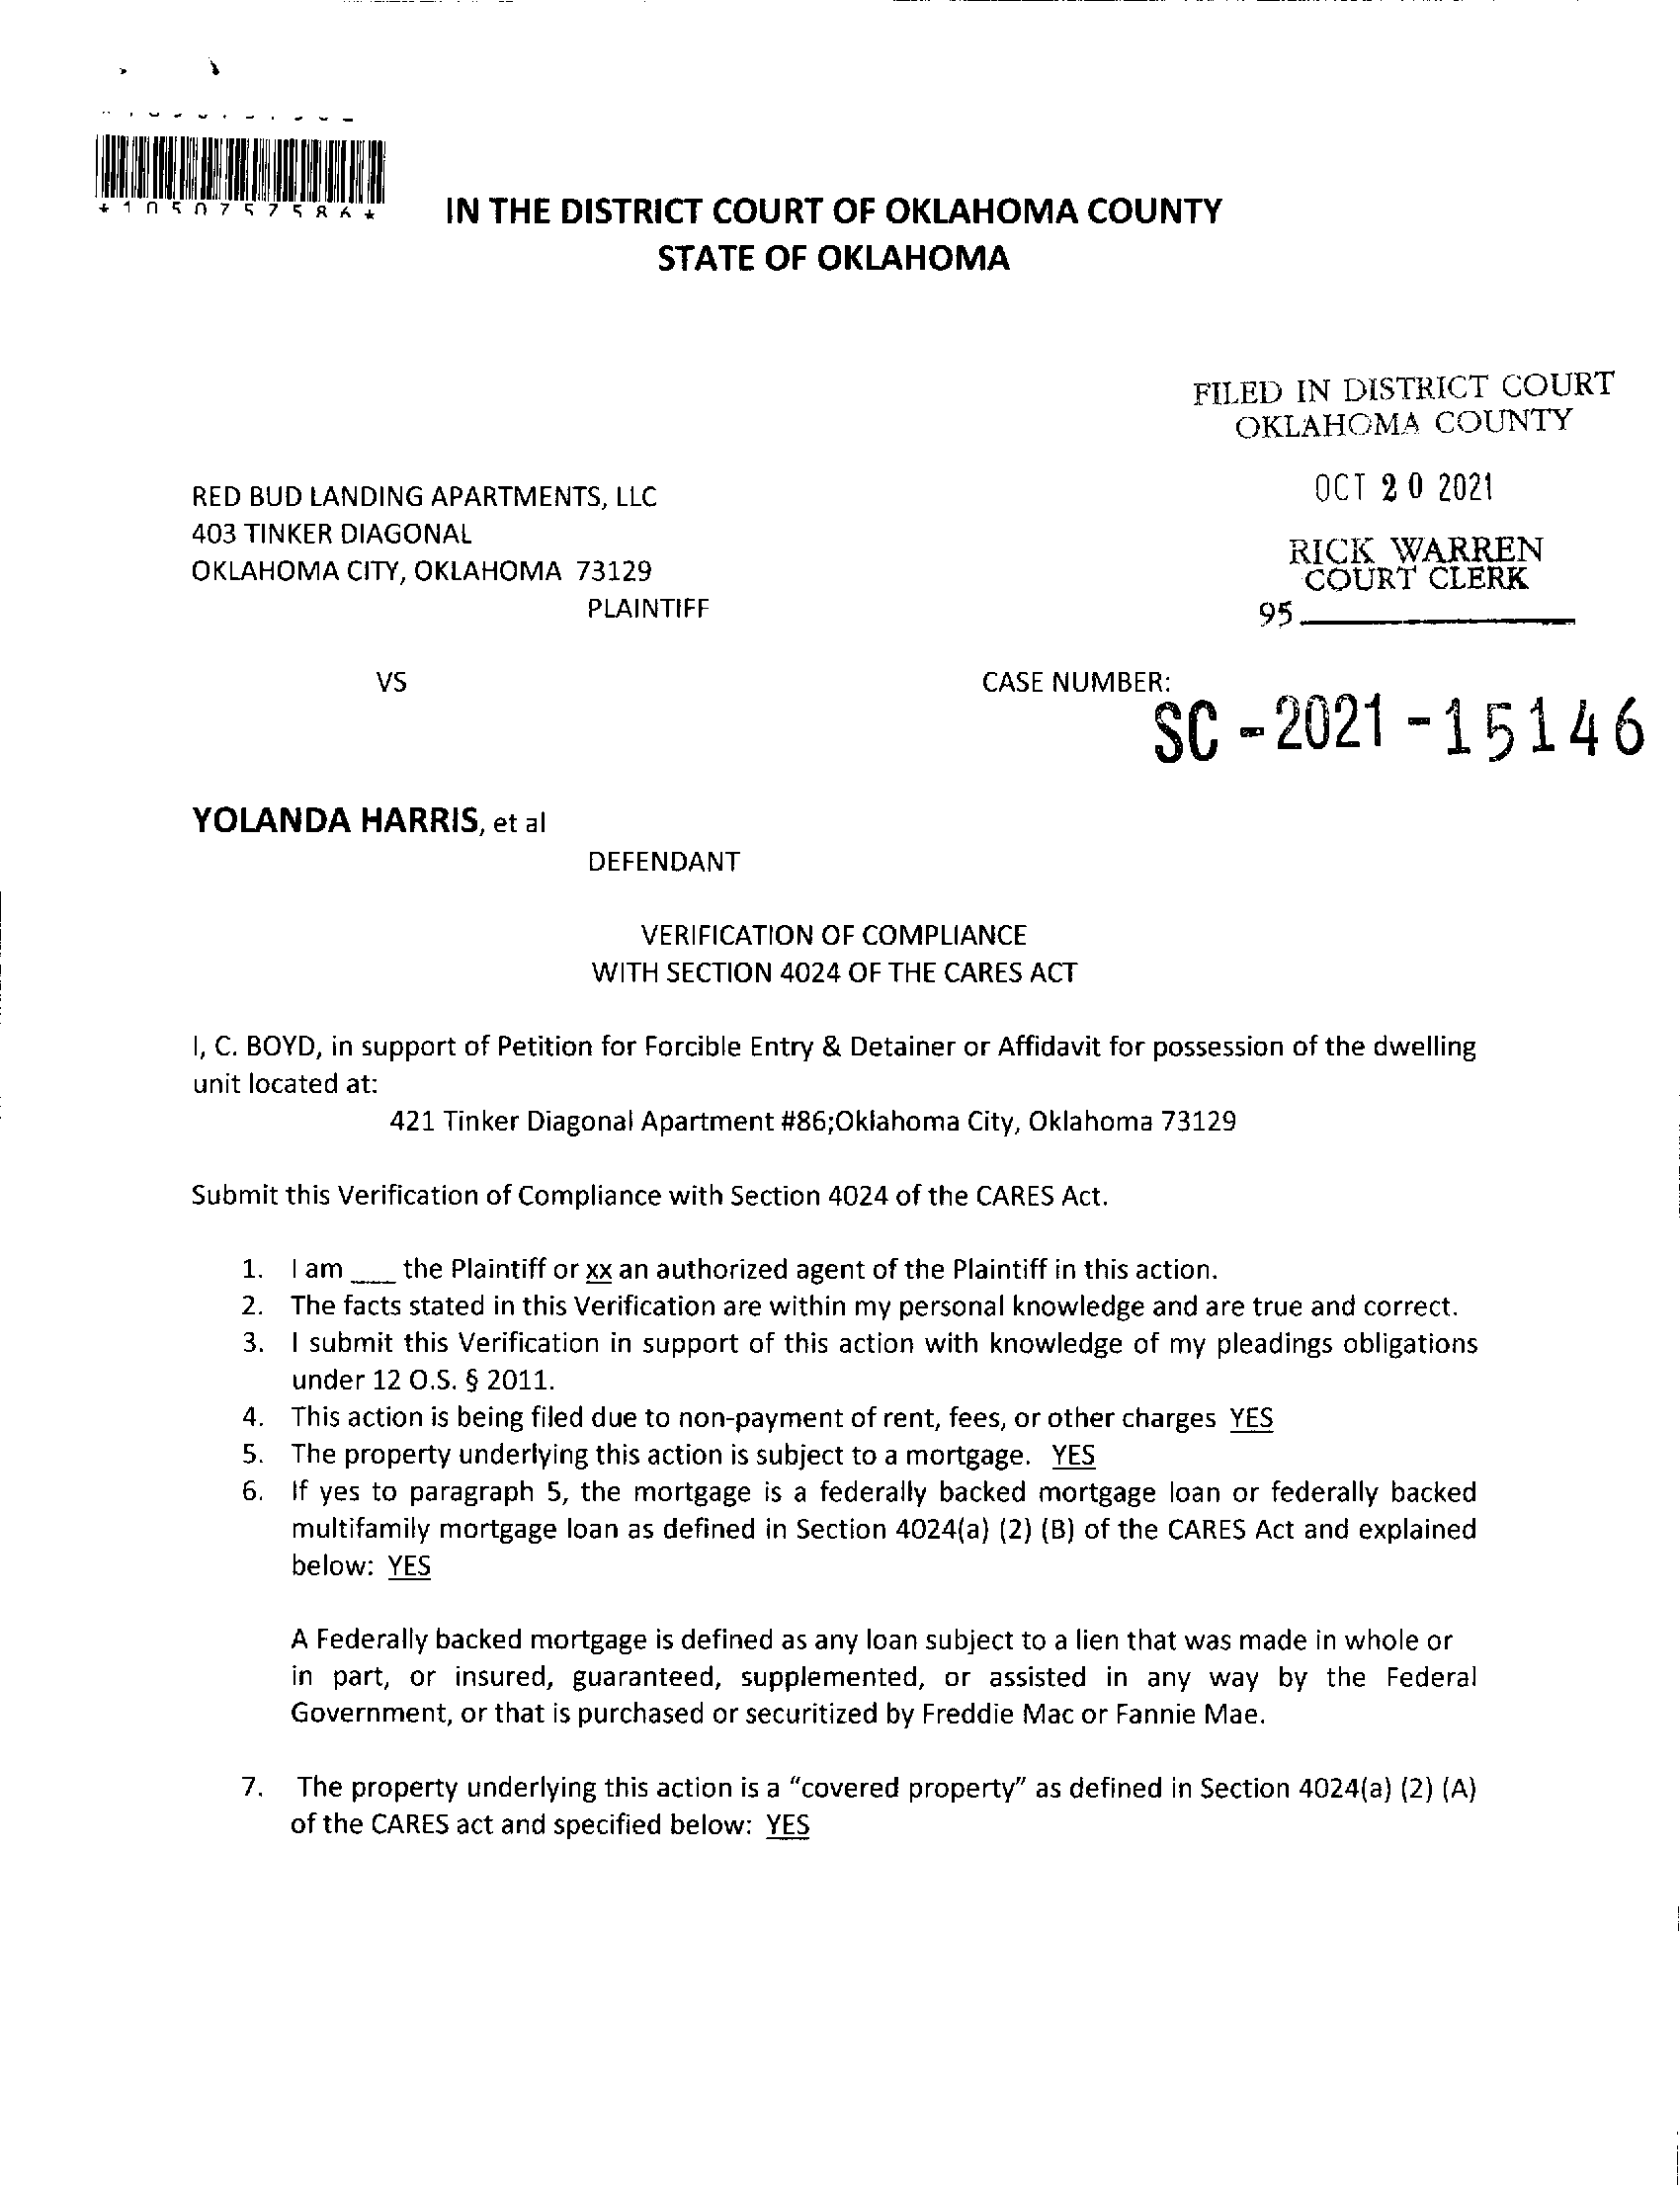 *1050757586*
IN THE DISTRICT COURT OF OKLAHOMA COUNTY
STATE OF OKLAHOMA
FILED IN DISTRICT COURT
OKLAHOMA COUNTY
OCT 20 2021
RICK WARREN
COURT CLERK
95
RED BUD LANDING APARTMENTS, LLC
403 TINKER DIAGONAL
OKLAHOMA CITY, OKLAHOMA 73129
PLAINTIFF
VS
CASE NUMBER:
SC-2021-15146
YOLANDA HARRIS, et al
DEFENDANT
VERIFICATION OF COMPLIANCE
WITH SECTION 4024 OF THE CARES ACT
I, C. BOYD, in support of Petition for Forcible Entry & Detainer or Affidavit for possession of the dwelling
unit located at:
421 Tinker Diagonal Apartment #86;Oklahoma City, Oklahoma 73129
Submit this Verification of Compliance with Section 4024 of the CARES Act.
1. I am ___ the Plaintiff or xx an authorized agent of the Plaintiff in this action.
2. The facts stated in this Verification are within my personal knowledge and are true and correct.
3. I submit this Verification in support of this action with knowledge of my pleadings obligations
under 12 O.S. § 2011.
4. This action is being filed due to non-payment of rent, fees, or other charges YES
5. The property underlying this action is subject to a mortgage. YES
6. If yes to paragraph 5, the mortgage is a federally backed mortgage loan or federally backed
multifamily mortgage loan as defined in Section 4024(a) (2) (B) of the CARES Act and explained
below: YES
A Federally backed mortgage is defined as any loan subject to a lien that was made in whole or
in part, or insured, guaranteed, supplemented, or assisted in any way by the Federal
Government, or that is purchased or securitized by Freddie Mac or Fannie Mae.
7. The property underlying this action is a "covered property" as defined in Section 4024(a) (2) (A)
of the CARES act and specified below: YES